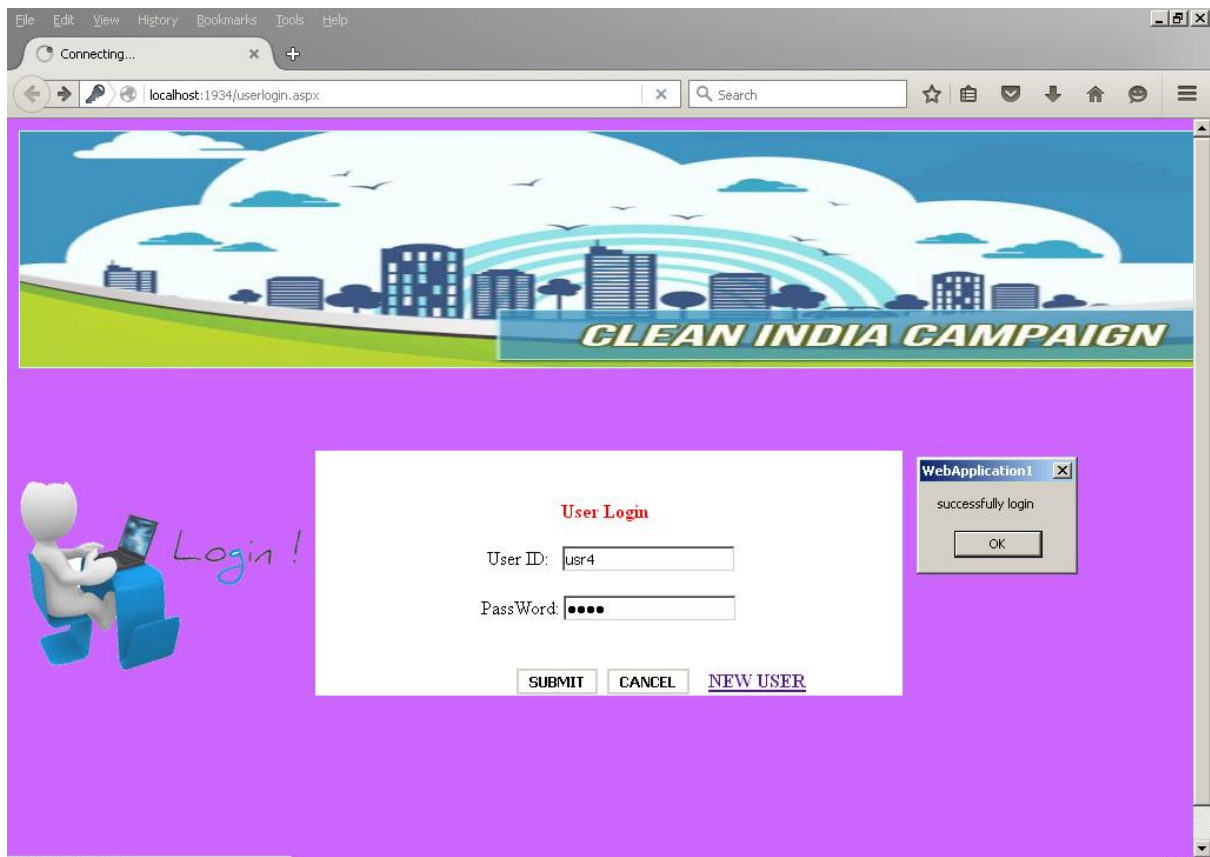 File Edit View History Bookmarks Tools Help
Connecting...
localhost:1934/userlogin.aspx
Search
CLEAN INDIA CAMPAIGN
Login !
User Login
User ID: usr4
PassWord: ●●●●
SUBMIT CANCEL NEW USER
WebApplication1
successfully login
OK